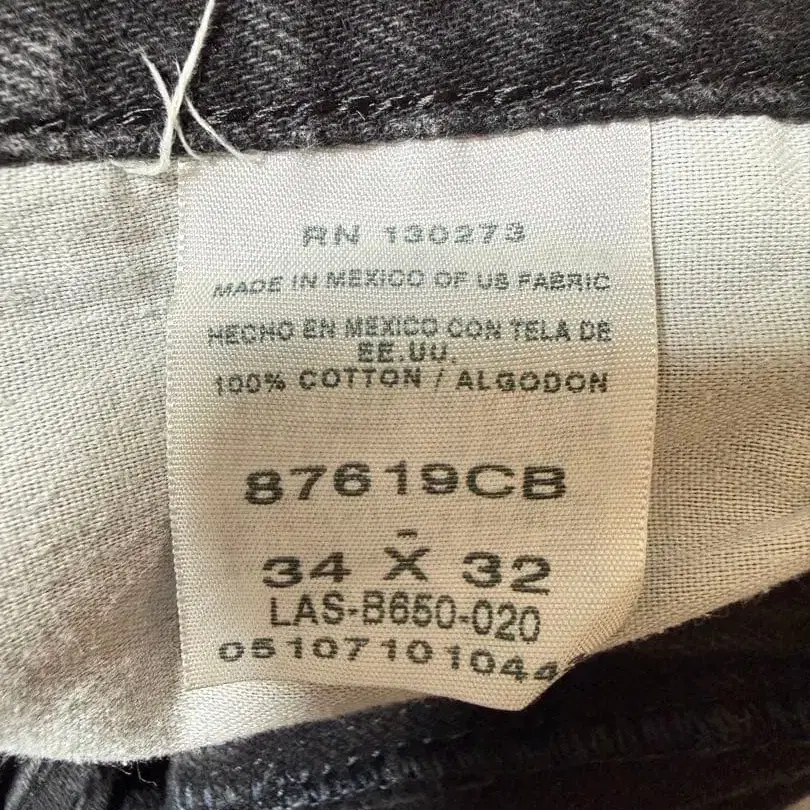 RN 130273
MADE IN MEXICO OF US FABRIC
HECHO EN MEXICO CON TELA DE
EE.UU.
100% COTTON / ALGODON
87619CB
-
34 X 32
LAS-B650-020